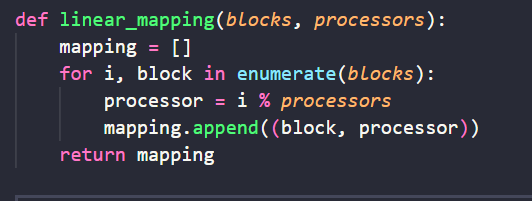 def linear_mapping(blocks, processors):
    mapping = []
    for i, block in enumerate(blocks):
        processor = i % processors
        mapping.append((block, processor))
    return mapping